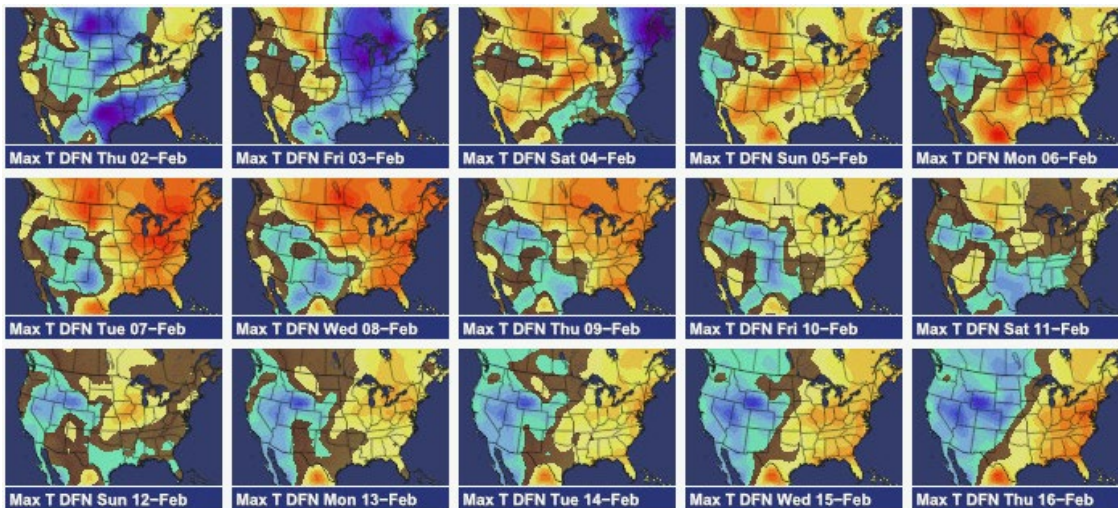 Max T DFN Thu 02-Feb
Max T DFN Fri 03-Feb
Max T DFN Sat 04-Feb
Max T DFN Sun 05-Feb
Max T DFN Mon 06-Feb
Max T DFN Tue 07-Feb
Max T DFN Wed 08-Feb
Max T DFN Thu 09-Feb
Max T DFN Fri 10-Feb
Max T DFN Sat 11-Feb
Max T DFN Sun 12-Feb
Max T DFN Mon 13-Feb
Max T DFN Tue 14-Feb
Max T DFN Wed 15-Feb
Max T DFN Thu 16-Feb